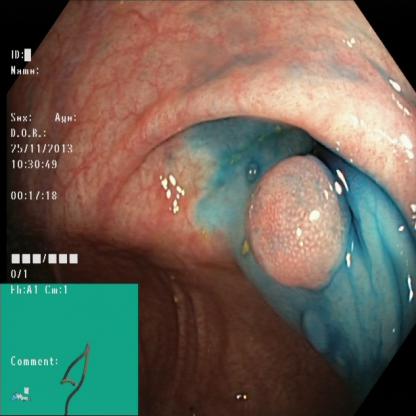 ID:
Name:
Sex: Age:
D.O.B.:
25/11/2013
10:30:49
00:17:18
/
0/1
Eh:A1 Cm:1
Comment: